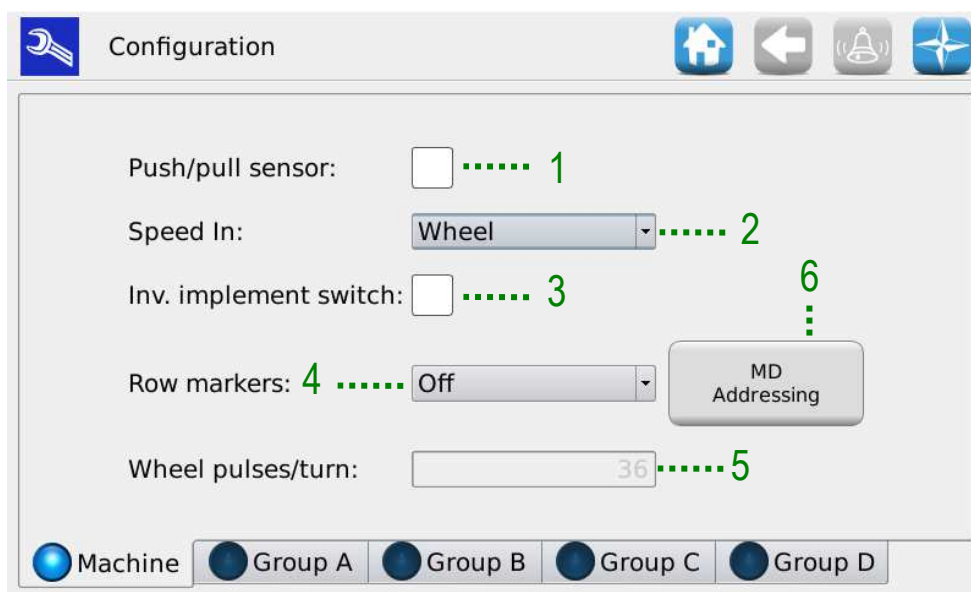 Configuration
Push/pull sensor:
1
Speed In:
Wheel
2
Inv. implement switch:
3
6
Row markers:
4
Off
MD
Addressing
Wheel pulses/turn:
36
5
Machine
Group A
Group B
Group C
Group D